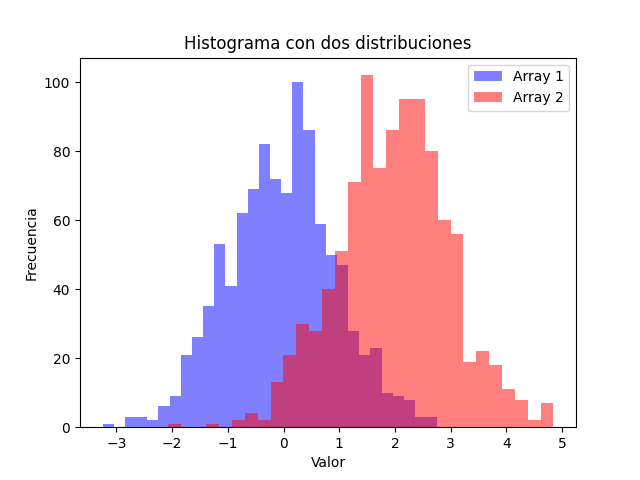 Histograma con dos distribuciones
Array 1
Array 2
100
80
60
40
20
0
Frecuencia
−3 −2 −1 0 1 2 3 4 5
Valor